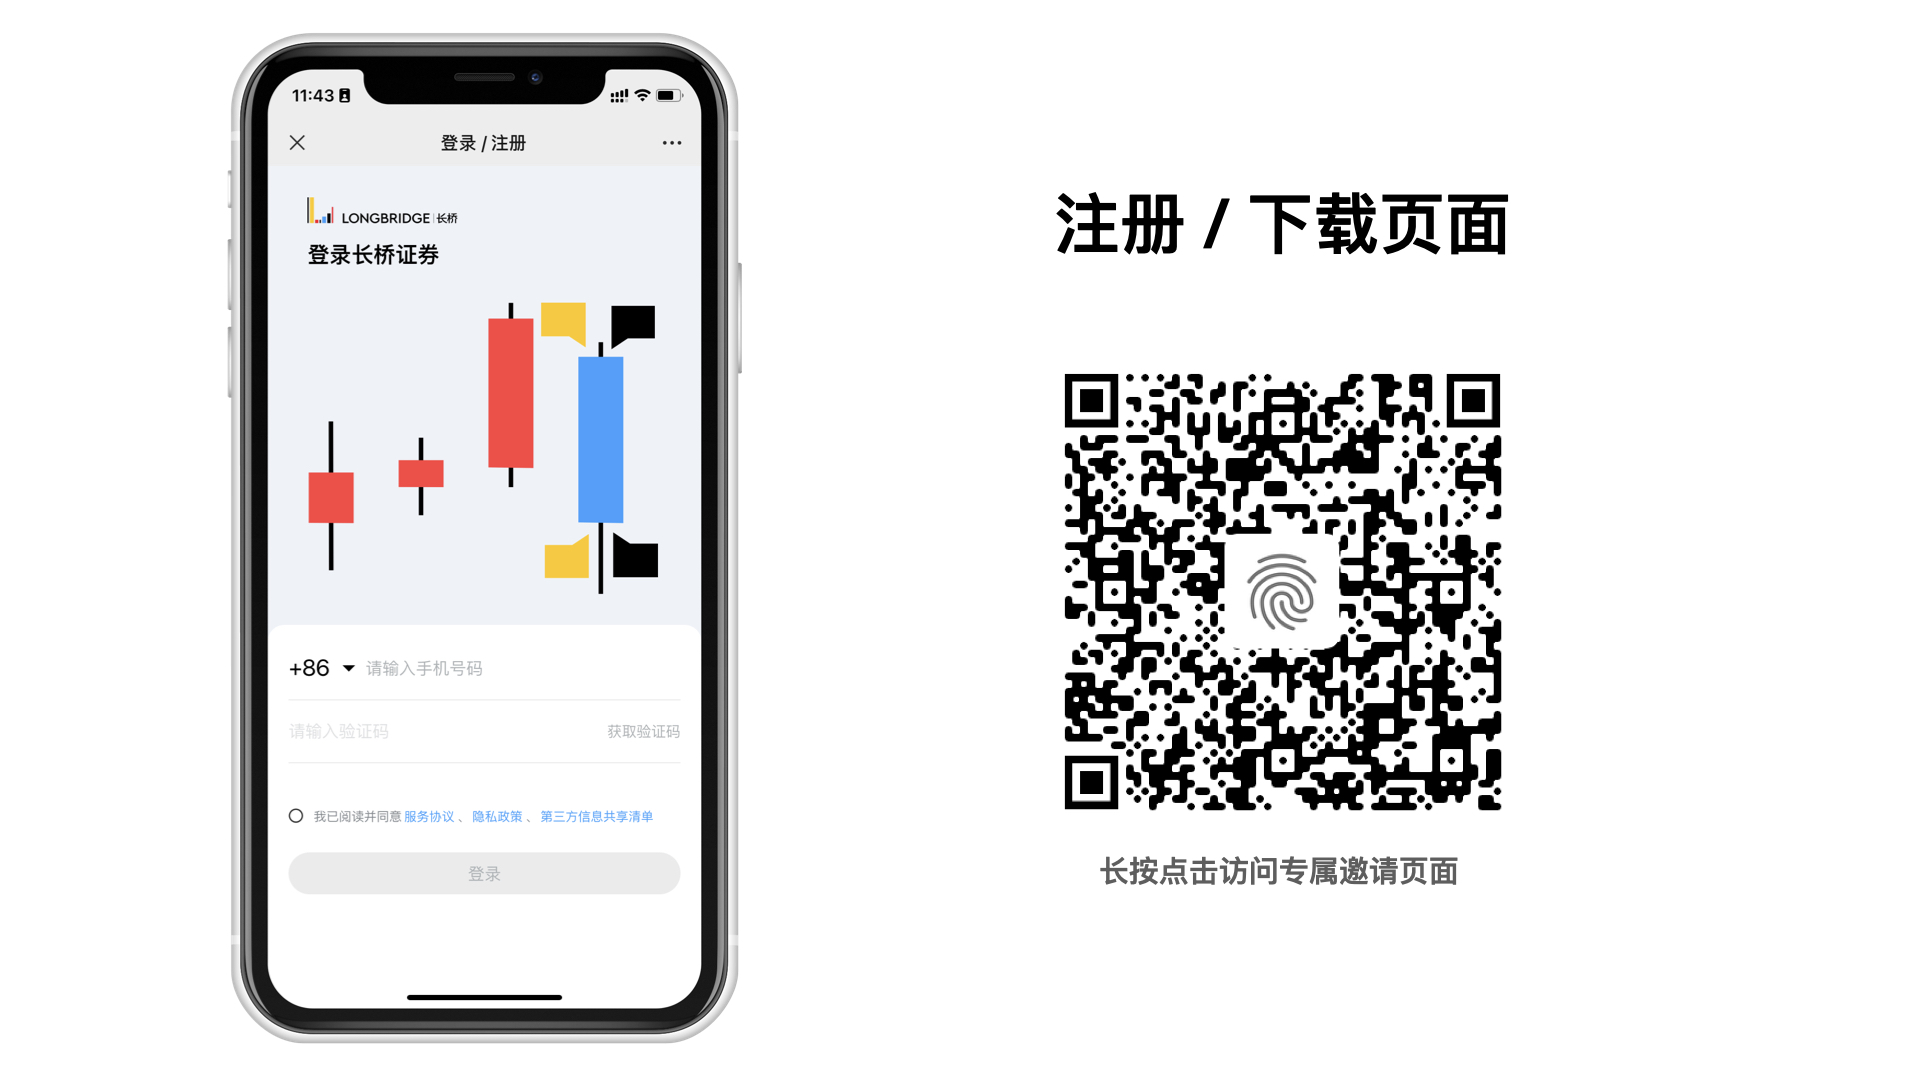 11:43
登录 / 注册
LONGBRIDGE 长桥
登录长桥证券
+86 请输入手机号码
请输入验证码 获取验证码
我已阅读并同意 服务协议 、 隐私政策 、 第三方信息共享清单
登录
注册 / 下载页面
长按点击访问专属邀请页面